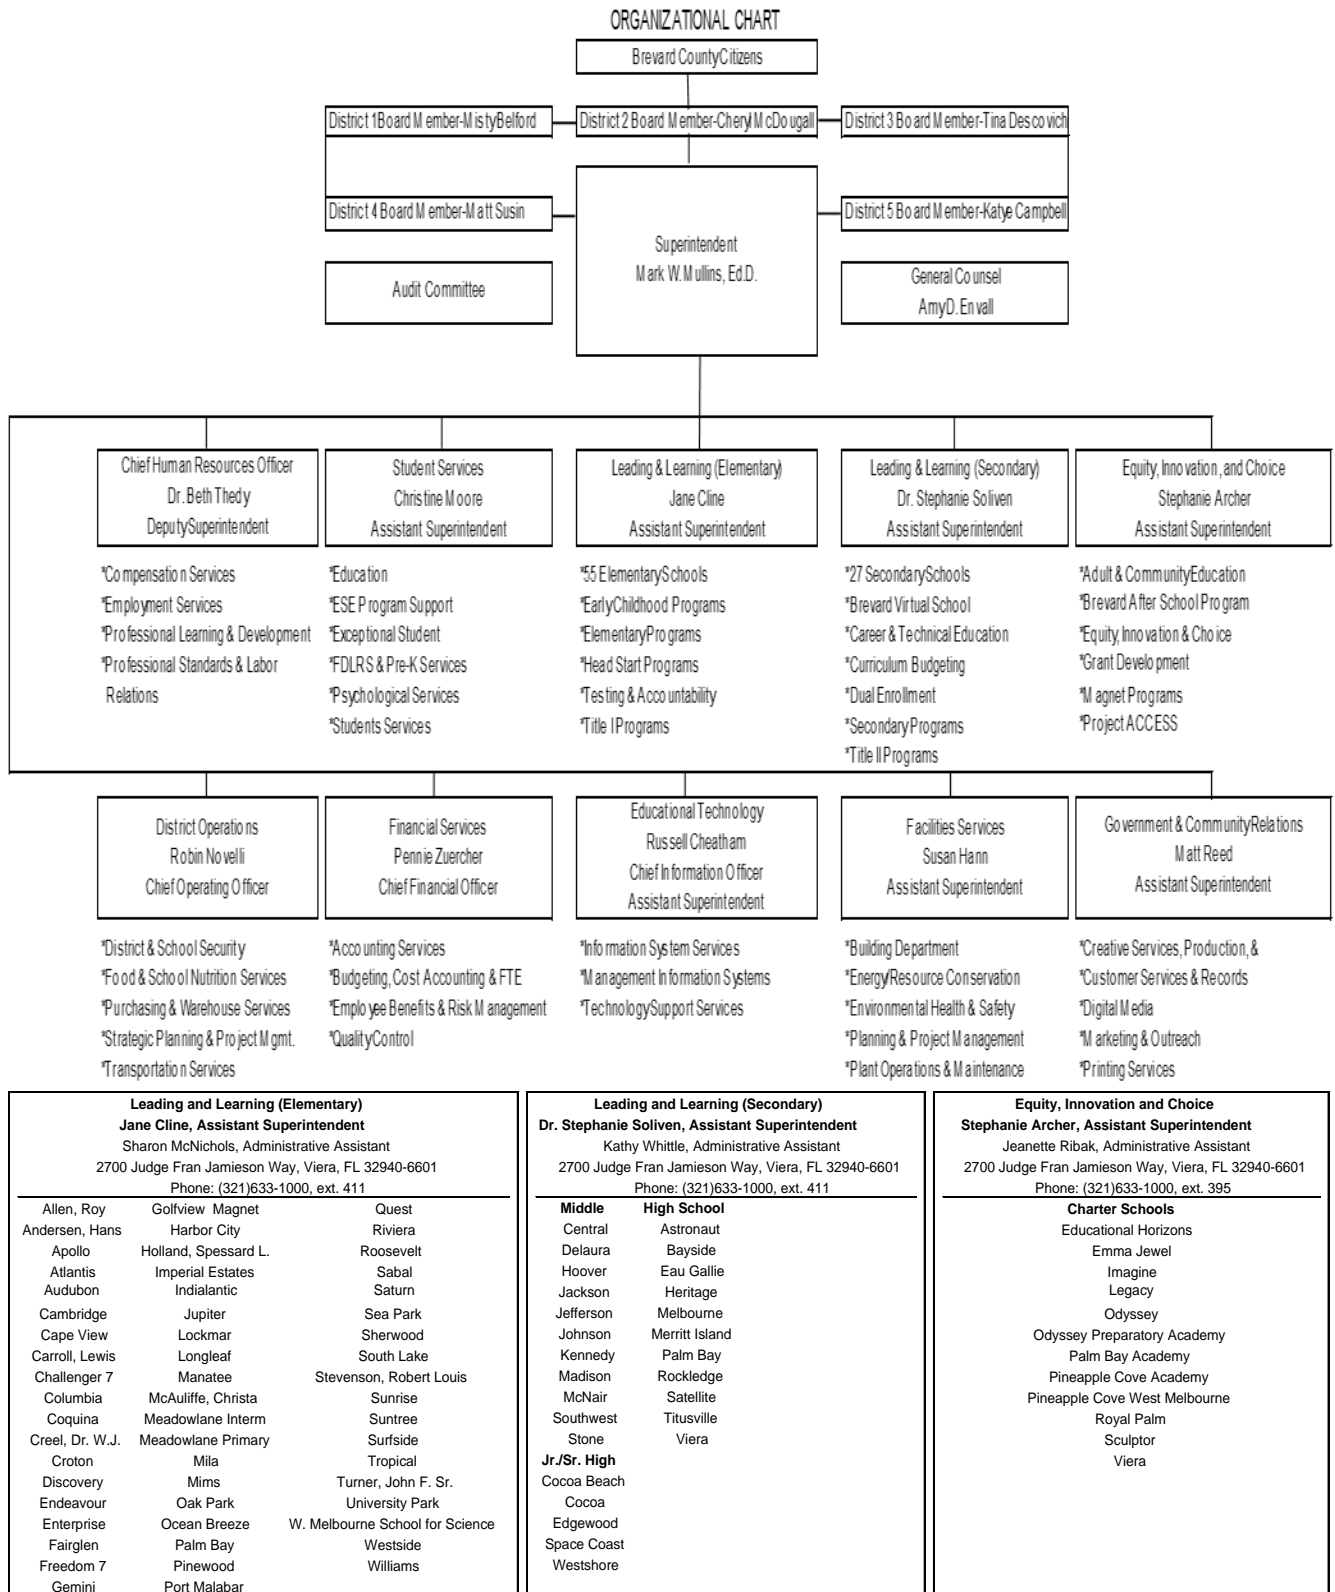 ORGANIZATIONAL CHART
Brevard County Citizens
District 1 Board Member-Misty Belford
District 2 Board Member-Cheryl McDougall
District 3 Board Member-Tina Descovich
District 4 Board Member-Matt Susin
District 5 Board Member-Katye Campbell
Superintendent
Mark W. Mullins, Ed.D.
Audit Committee
General Counsel
Amy D. Envall
Chief Human Resources Officer
Dr. Beth Thedy
Deputy Superintendent
*Compensation Services
*Employment Services
*Professional Learning & Development
*Professional Standards & Labor
Relations
Student Services
Christine Moore
Assistant Superintendent
*Education
*ESE Program Support
*Exceptional Student
*FDLRS & Pre-K Services
*Psychological Services
*Students Services
Leading & Learning (Elementary)
Jane Cline
Assistant Superintendent
*55 Elementary Schools
*Early Childhood Programs
*Elementary Programs
*Head Start Programs
*Testing & Accountability
*Title I Programs
Leading & Learning (Secondary)
Dr. Stephanie Soliven
Assistant Superintendent
*27 Secondary Schools
*Brevard Virtual School
*Career & Technical Education
*Curriculum Budgeting
*Dual Enrollment
*Secondary Programs
*Title II Programs
Equity, Innovation, and Choice
Stephanie Archer
Assistant Superintendent
*Adult & Community Education
*Brevard After School Program
*Equity, Innovation & Choice
*Grant Development
*Magnet Programs
*Project ACCESS
District Operations
Robin Novelli
Chief Operating Officer
*District & School Security
*Food & School Nutrition Services
*Purchasing & Warehouse Services
*Strategic Planning & Project Mgmt.
*Transportation Services
Financial Services
Pennie Zuercher
Chief Financial Officer
*Accounting Services
*Budgeting, Cost Accounting & FTE
*Employee Benefits & Risk Management
*Quality Control
Educational Technology
Russell Cheatham
Chief Information Officer
Assistant Superintendent
*Information System Services
*Management Information Systems
*Technology Support Services
Facilities Services
Susan Hann
Assistant Superintendent
*Building Department
*Energy/Resource Conservation
*Environmental Health & Safety
*Planning & Project Management
*Plant Operations & Maintenance
Government & Community Relations
Matt Reed
Assistant Superintendent
*Creative Services, Production, &
*Customer Services & Records
*Digital Media
*Marketing & Outreach
*Printing Services
Leading and Learning (Elementary)
Jane Cline, Assistant Superintendent
Sharon McNichols, Administrative Assistant
2700 Judge Fran Jamieson Way, Viera, FL 32940-6601
Phone: (321)633-1000, ext. 411
Allen, Roy Golfview Magnet Quest
Andersen, Hans Harbor City Riviera
Apollo Holland, Spessard L. Roosevelt
Atlantis Imperial Estates Sabal
Audubon Indialantic Saturn
Cambridge Jupiter Sea Park
Cape View Lockmar Sherwood
Carroll, Lewis Longleaf South Lake
Challenger 7 Manatee Stevenson, Robert Louis
Columbia McAuliffe, Christa Sunrise
Coquina Meadowlane Interm Suntree
Creel, Dr. W.J. Meadowlane Primary Surfside
Croton Mila Tropical
Discovery Mims Turner, John F. Sr.
Endeavour Oak Park University Park
Enterprise Ocean Breeze W. Melbourne School for Science
Fairglen Palm Bay Westside
Freedom 7 Pinewood Williams
Gemini Port Malabar
Leading and Learning (Secondary)
Dr. Stephanie Soliven, Assistant Superintendent
Kathy Whittle, Administrative Assistant
2700 Judge Fran Jamieson Way, Viera, FL 32940-6601
Phone: (321)633-1000, ext. 411
Middle High School
Central Astronaut
Delaura Bayside
Hoover Eau Gallie
Jackson Heritage
Jefferson Melbourne
Johnson Merritt Island
Kennedy Palm Bay
Madison Rockledge
McNair Satellite
Southwest Titusville
Stone Viera
Jr./Sr. High
Cocoa Beach
Cocoa
Edgewood
Space Coast
Westshore
Equity, Innovation and Choice
Stephanie Archer, Assistant Superintendent
Jeanette Ribak, Administrative Assistant
2700 Judge Fran Jamieson Way, Viera, FL 32940-6601
Phone: (321)633-1000, ext. 395
Charter Schools
Educational Horizons
Emma Jewel
Imagine
Legacy
Odyssey
Odyssey Preparatory Academy
Palm Bay Academy
Pineapple Cove Academy
Pineapple Cove West Melbourne
Royal Palm
Sculptor
Viera